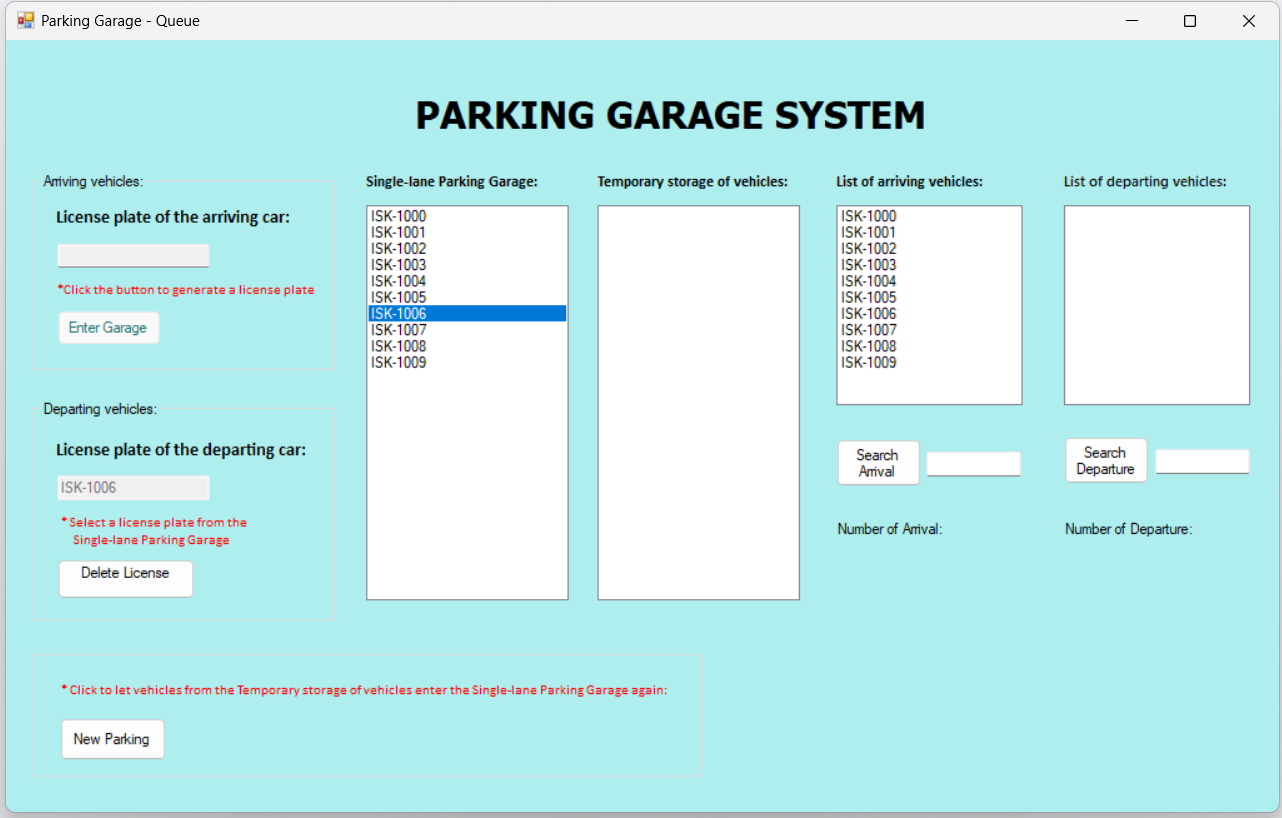 Parking Garage - Queue
PARKING GARAGE SYSTEM
Arriving vehicles:
License plate of the arriving car:
*Click the button to generate a license plate
Enter Garage
Departing vehicles:
License plate of the departing car:
ISK-1006
* Select a license plate from the
Single-lane Parking Garage
Delete License
Single-lane Parking Garage:
ISK-1000
ISK-1001
ISK-1002
ISK-1003
ISK-1004
ISK-1005
ISK-1006
ISK-1007
ISK-1008
ISK-1009
Temporary storage of vehicles:
List of arriving vehicles:
ISK-1000
ISK-1001
ISK-1002
ISK-1003
ISK-1004
ISK-1005
ISK-1006
ISK-1007
ISK-1008
ISK-1009
Search
Arrival
Number of Arrival:
List of departing vehicles:
Search
Departure
Number of Departure:
* Click to let vehicles from the Temporary storage of vehicles enter the Single-lane Parking Garage again:
New Parking